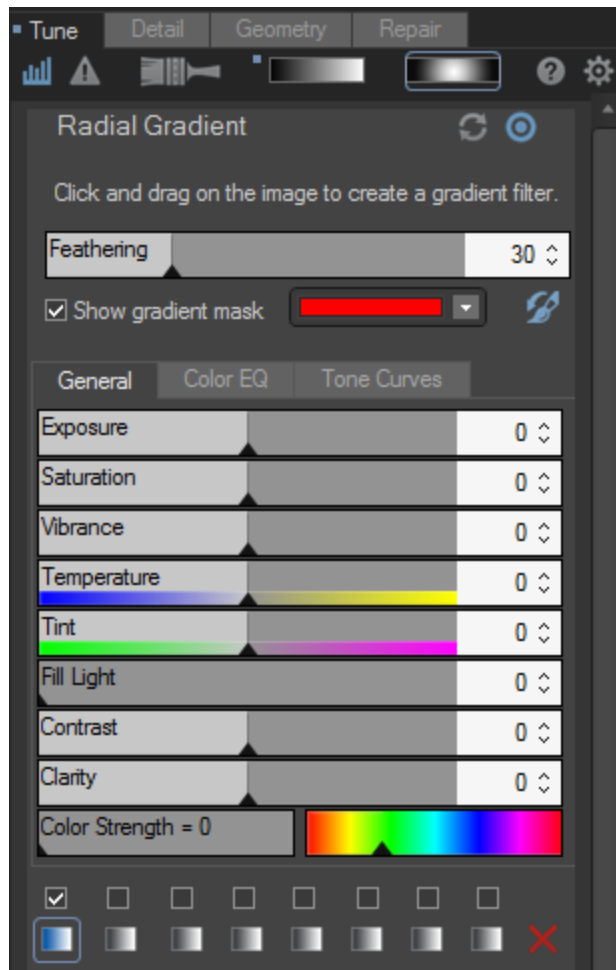 Tune Detail Geometry Repair
Radial Gradient
Click and drag on the image to create a gradient filter.
Feathering 30
Show gradient mask
General Color EQ Tone Curves
Exposure 0
Saturation 0
Vibrance 0
Temperature 0
Tint 0
Fill Light 0
Contrast 0
Clarity 0
Color Strength = 0